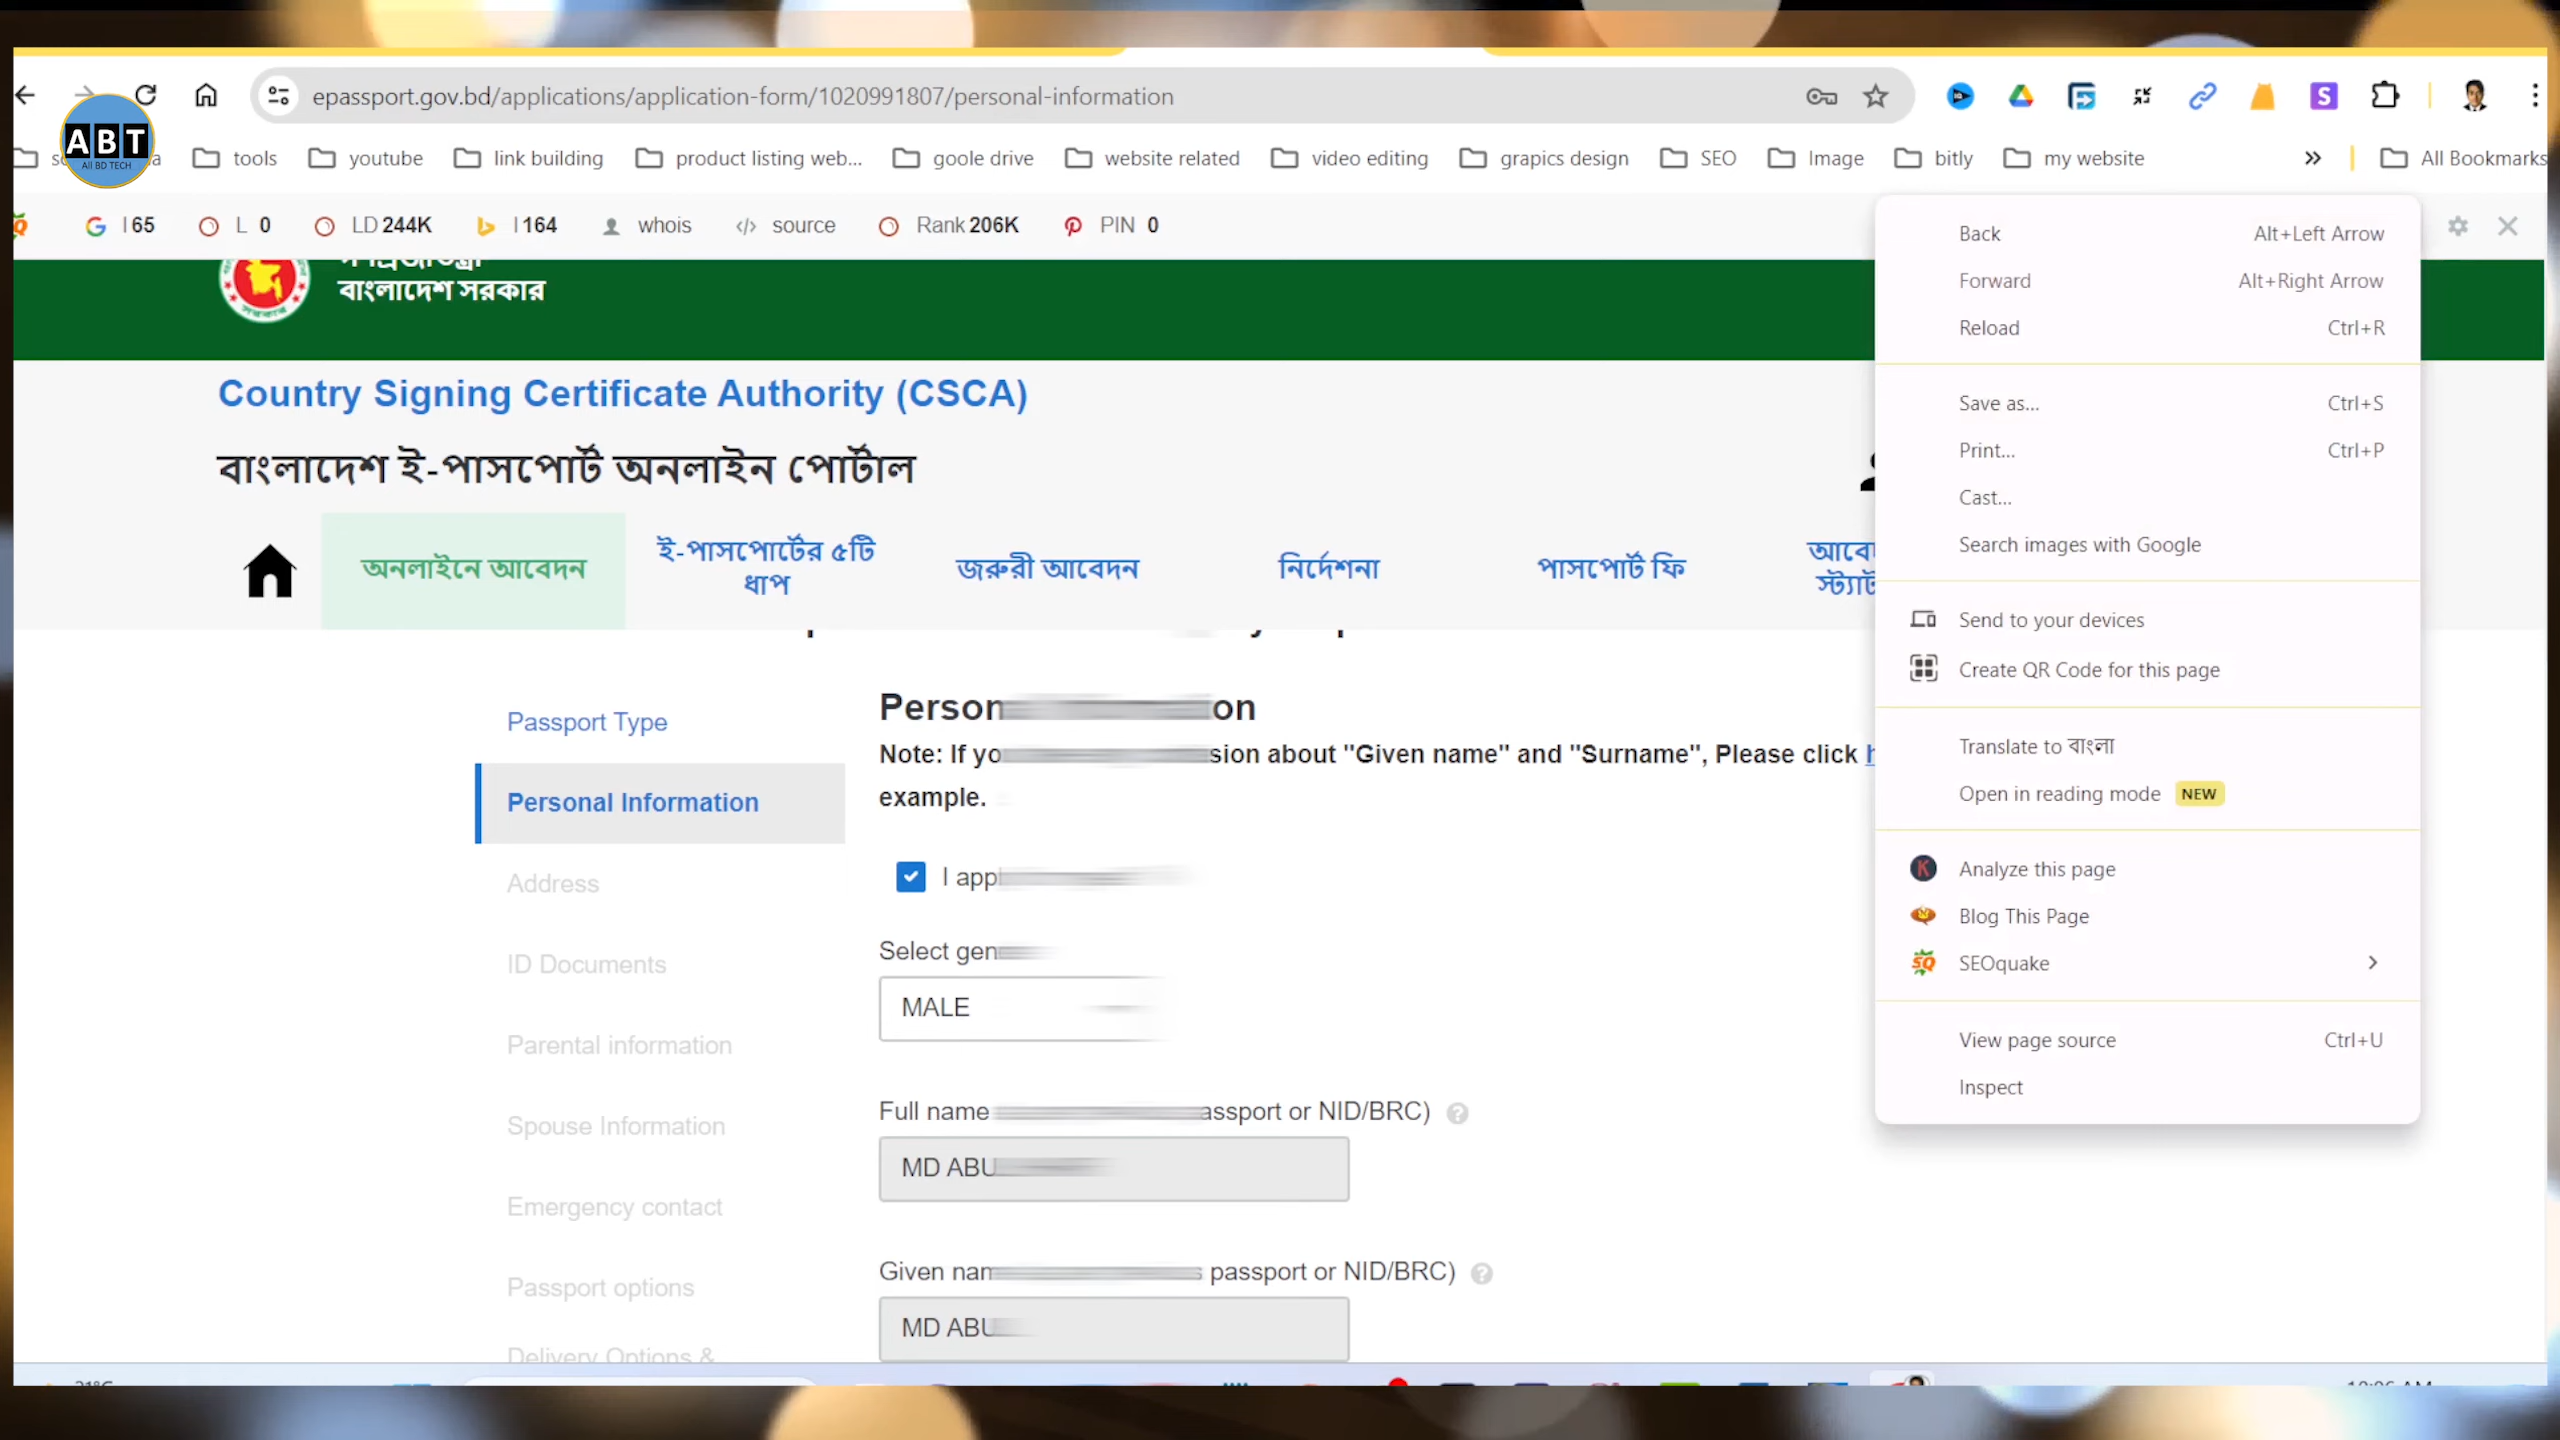 epassport.gov.bd/applications/application-form/1020991807/personal-information
ABT
All BD TECH
tools
youtube
link building
product listing web...
goole drive
website related
video editing
grapics design
SEO
Image
bitly
my website
»
All Bookmarks
I 65
L 0
LD 244K
I 164
whois
source
Rank 206K
PIN 0
বাংলাদেশ সরকার
Country Signing Certificate Authority (CSCA)
বাংলাদেশ ই-পাসপোর্ট অনলাইন পোর্টাল
অনলাইনে আবেদন
ই-পাসপোর্টের ৫টি
ধাপ
জরুরী আবেদন
নির্দেশনা
পাসপোর্ট ফি
Passport Type
Personal Information
Address
ID Documents
Parental information
Spouse Information
Emergency contact
Passport options
Delivery Options &
Note: If about "Given name" and "Surname", Please click
example.
I
Select
MALE
Full name passport or NID/BRC)
MD ABU
Given passport or NID/BRC)
MD ABU
Back Alt+Left Arrow
Forward Alt+Right Arrow
Reload Ctrl+R
Save as... Ctrl+S
Print... Ctrl+P
Cast...
Search images with Google
Send to your devices
Create QR Code for this page
Translate to বাংলা
Open in reading mode NEW
Analyze this page
Blog This Page
SEOquake
View page source Ctrl+U
Inspect